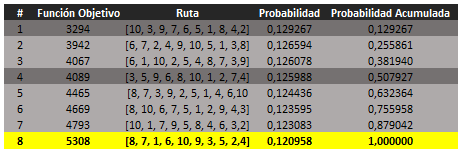 # Función Objetivo Ruta Probabilidad Probabilidad Acumulada
1 3294 [10, 3, 9, 7, 6, 5, 1, 8, 4,2] 0,129267 0,129267
2 3942 [6, 7, 2, 4, 9, 10, 5, 1, 3,8] 0,126594 0,255861
3 4067 [6, 1, 10, 2, 5, 4, 8, 7, 3,9] 0,126079 0,381940
4 4089 [3, 5, 9, 6, 8, 10, 1, 2, 7,4] 0,125988 0,507927
5 4465 [8, 7, 3, 9, 2, 5, 1, 4, 6,10 0,124436 0,632364
6 4669 [8, 10, 6, 7, 5, 1, 2, 9, 4,3] 0,123595 0,755958
7 4793 [10, 1, 7, 9, 5, 8, 4, 6, 3,2] 0,123083 0,879042
8 5308 [8, 7, 1, 6, 10, 9, 3, 5, 2,4] 0,120958 1,000000